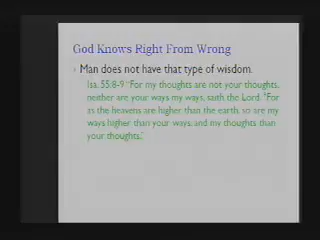 God Knows Right From Wrong
Man does not have that type of wisdom.
Isa. 55:8-9 "For my thoughts are not your thoughts,
neither are your ways my ways, saith the Lord. "For
as the heavens are higher than the earth, so are my
ways higher than your ways, and my thoughts than
your thoughts."